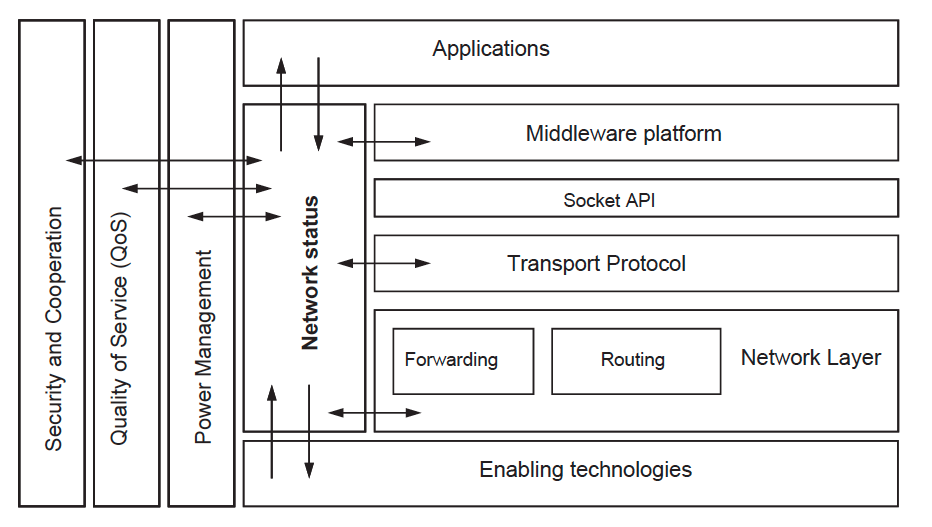 Applications
Middleware platform
Socket API
Transport Protocol
Forwarding
Routing
Network Layer
Enabling technologies
Security and Cooperation
Quality of Service (QoS)
Power Management
Network status